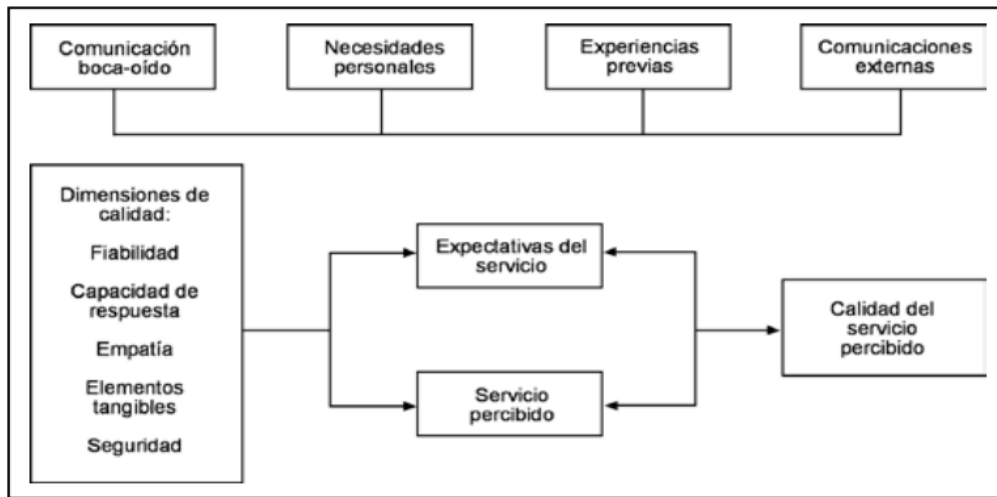 Comunicación
boca-oído
Necesidades
personales
Experiencias
previas
Comunicaciones
externas
Dimensiones de
calidad:
Fiabilidad
Capacidad de
respuesta
Empatía
Elementos
tangibles
Seguridad
Expectativas del
servicio
Servicio
percibido
Calidad del
servicio
percibido